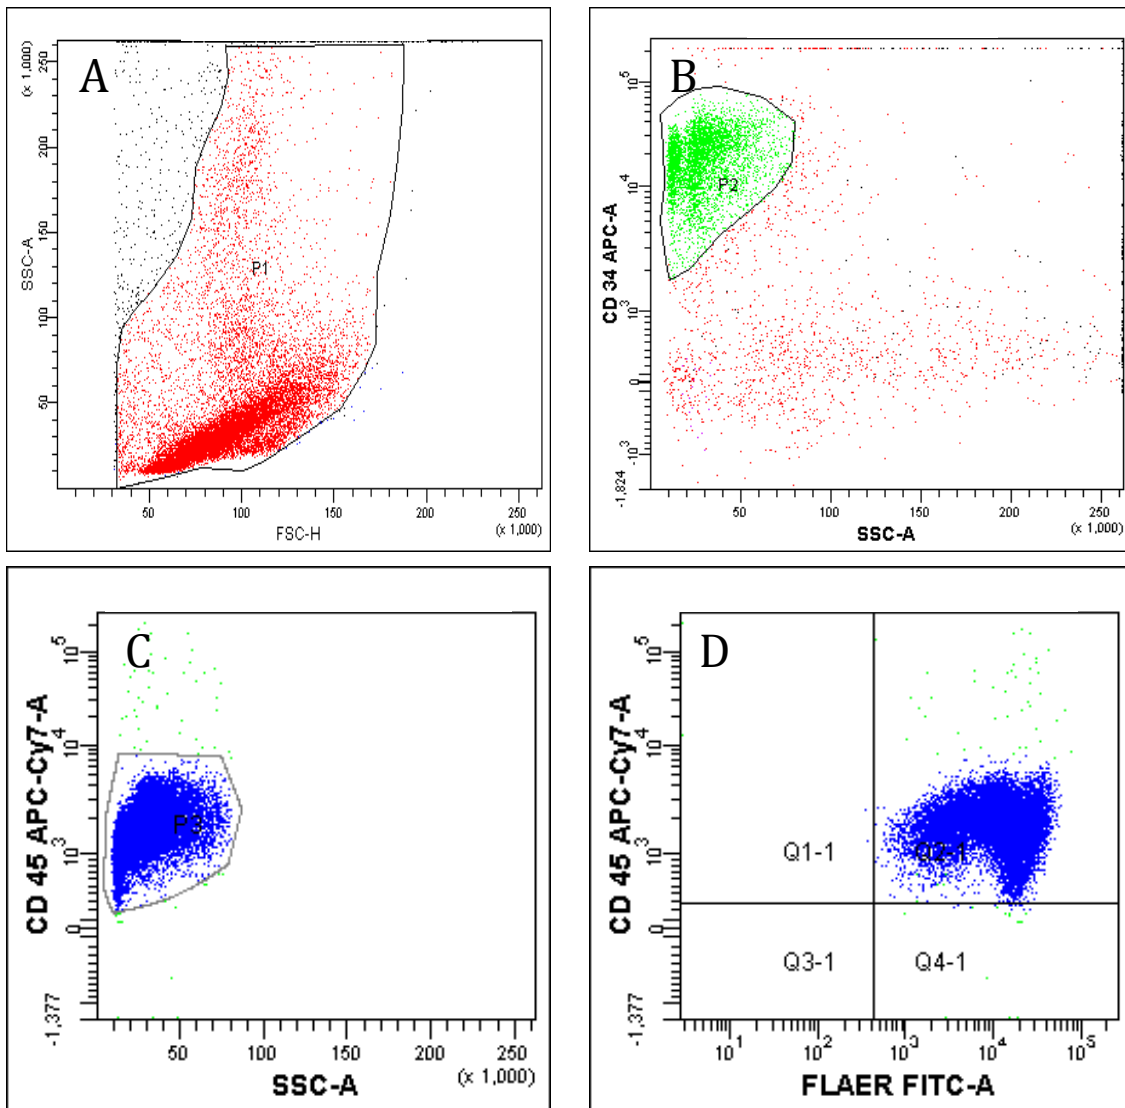 A
(x 1,000)
250
200
150
100
50
SSC-A
P1
50 100 150 200 250
(x 1,000)
FSC-H
B
10^5
10^4
10^3
0
-10^3
-1,824
CD 34 APC-A
P2
50 100 150 200 250
(x 1,000)
SSC-A
C
10^5
10^4
10^3
0
-1,377
CD 45 APC-Cy7-A
P3
50 100 150 200 250
(x 1,000)
SSC-A
D
10^5
10^4
10^3
0
-1,377
CD 45 APC-Cy7-A
Q1-1 Q2-1
Q3-1 Q4-1
10^1 10^2 10^3 10^4 10^5
FLAER FITC-A